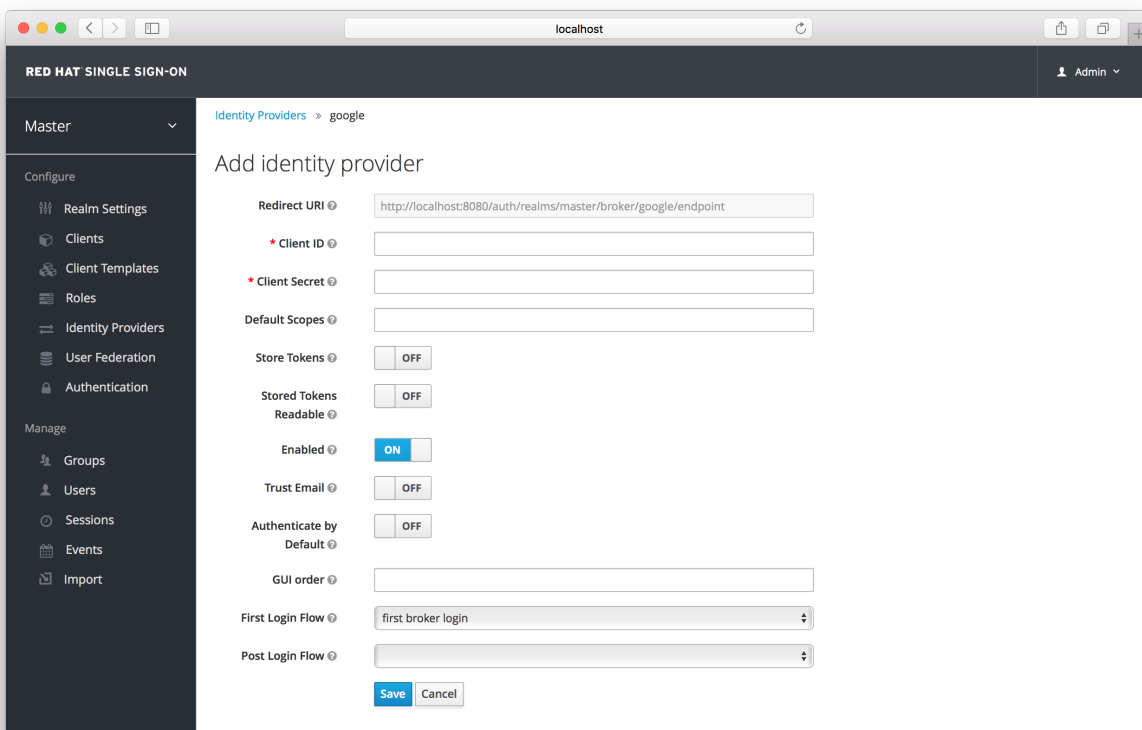 localhost
RED HAT SINGLE SIGN-ON
Admin
Master
Identity Providers » google
Add identity provider
Configure
Realm Settings
Clients
Client Templates
Roles
Identity Providers
User Federation
Authentication
Manage
Groups
Users
Sessions
Events
Import
Redirect URI
http://localhost:8080/auth/realms/master/broker/google/endpoint
* Client ID
* Client Secret
Default Scopes
Store Tokens
OFF
Stored Tokens
Readable
OFF
Enabled
ON
Trust Email
OFF
Authenticate by
Default
OFF
GUI order
First Login Flow
first broker login
Post Login Flow
Save Cancel